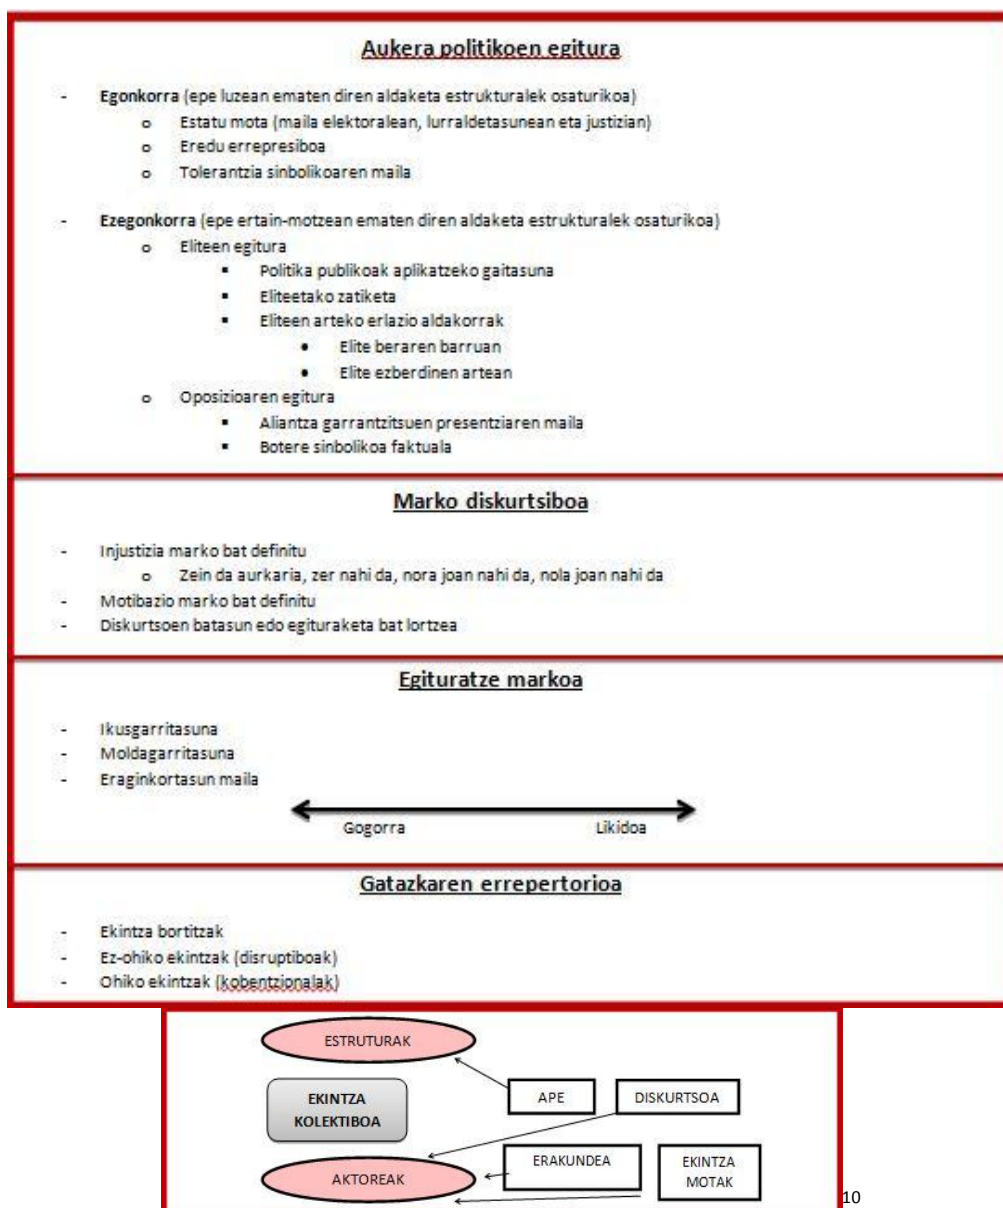 Aukera politikoen egitura
- Egonkorra (epe luzean ematen diren aldaketa estrukturalek osaturikoa)
o Estatu mota (maila elektoralean, lurraldetasunean eta justizian)
o Eredu errepresiboa
o Tolerantzia sinbolikoaren maila
- Ezegonkorra (epe ertain-motzean ematen diren aldaketa estrukturalek osaturikoa)
o Eliteen egitura
▪ Politika publikoak aplikatzeko gaitasuna
▪ Eliteetako zatiketa
▪ Eliteen arteko erlazio aldakorrak
• Elite beraren barruan
• Elite ezberdinen artean
o Oposizioaren egitura
▪ Aliantza garrantzitsuen presentziaren maila
▪ Botere sinbolikoa faktuala
Marko diskurtsiboa
- Injustizia marko bat definitu
o Zein da aurkaria, zer nahi da, nora joan nahi da, nola joan nahi da
- Motibazio marko bat definitu
- Diskurtsoen batasun edo egituraketa bat lortzea
Egituratze markoa
- Ikusgarritasuna
- Moldagarritasuna
- Eraginkortasun maila
Gogorra Likidoa
Gatazkaren errepertorioa
- Ekintza bortitzak
- Ez-ohiko ekintzak (disruptiboak)
- Ohiko ekintzak (kobentzionalak)
ESTRUTURAK
EKINTZA
KOLEKTIBOA
APE
DISKURTSOA
AKTOREAK
ERAKUNDEA
EKINTZA
MOTAK
10